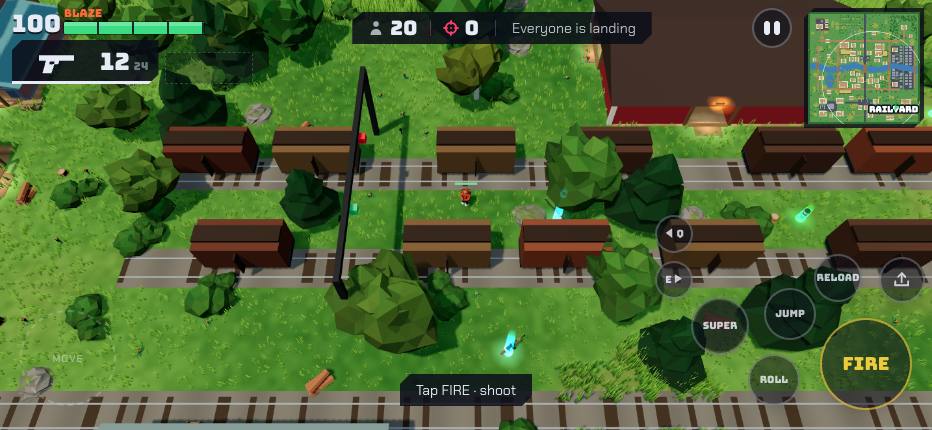 100 BLAZE
20 0 Everyone is landing
12 24
RAILYARD
Q
E
RELOAD
JUMP
SUPER
MOVE
FIRE
ROLL
Tap FIRE · shoot